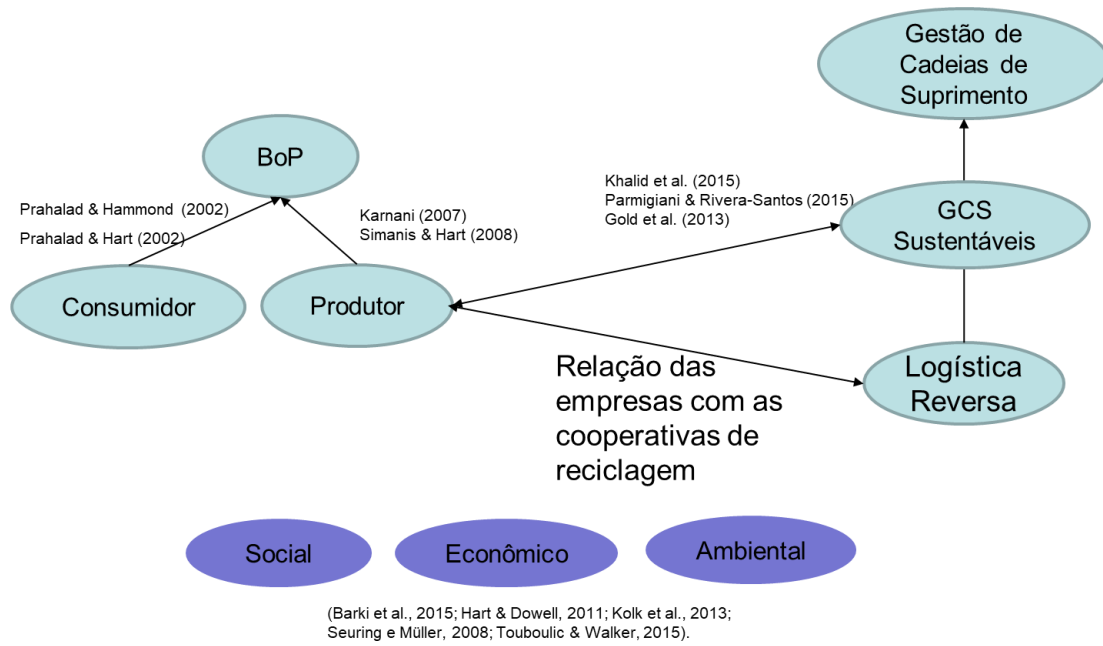 Gestão de
Cadeias de
Suprimento
BoP
Prahalad & Hammond (2002)
Prahalad & Hart (2002)
Karnani (2007)
Simanis & Hart (2008)
Khalid et al. (2015)
Parmigiani & Rivera-Santos (2015)
Gold et al. (2013)
GCS
Sustentáveis
Consumidor
Produtor
Relação das
empresas com as
cooperativas de
reciclagem
Logística
Reversa
Social
Econômico
Ambiental
(Barki et al., 2015; Hart & Dowell, 2011; Kolk et al., 2013;
Seuring e Müller, 2008; Touboulic & Walker, 2015).